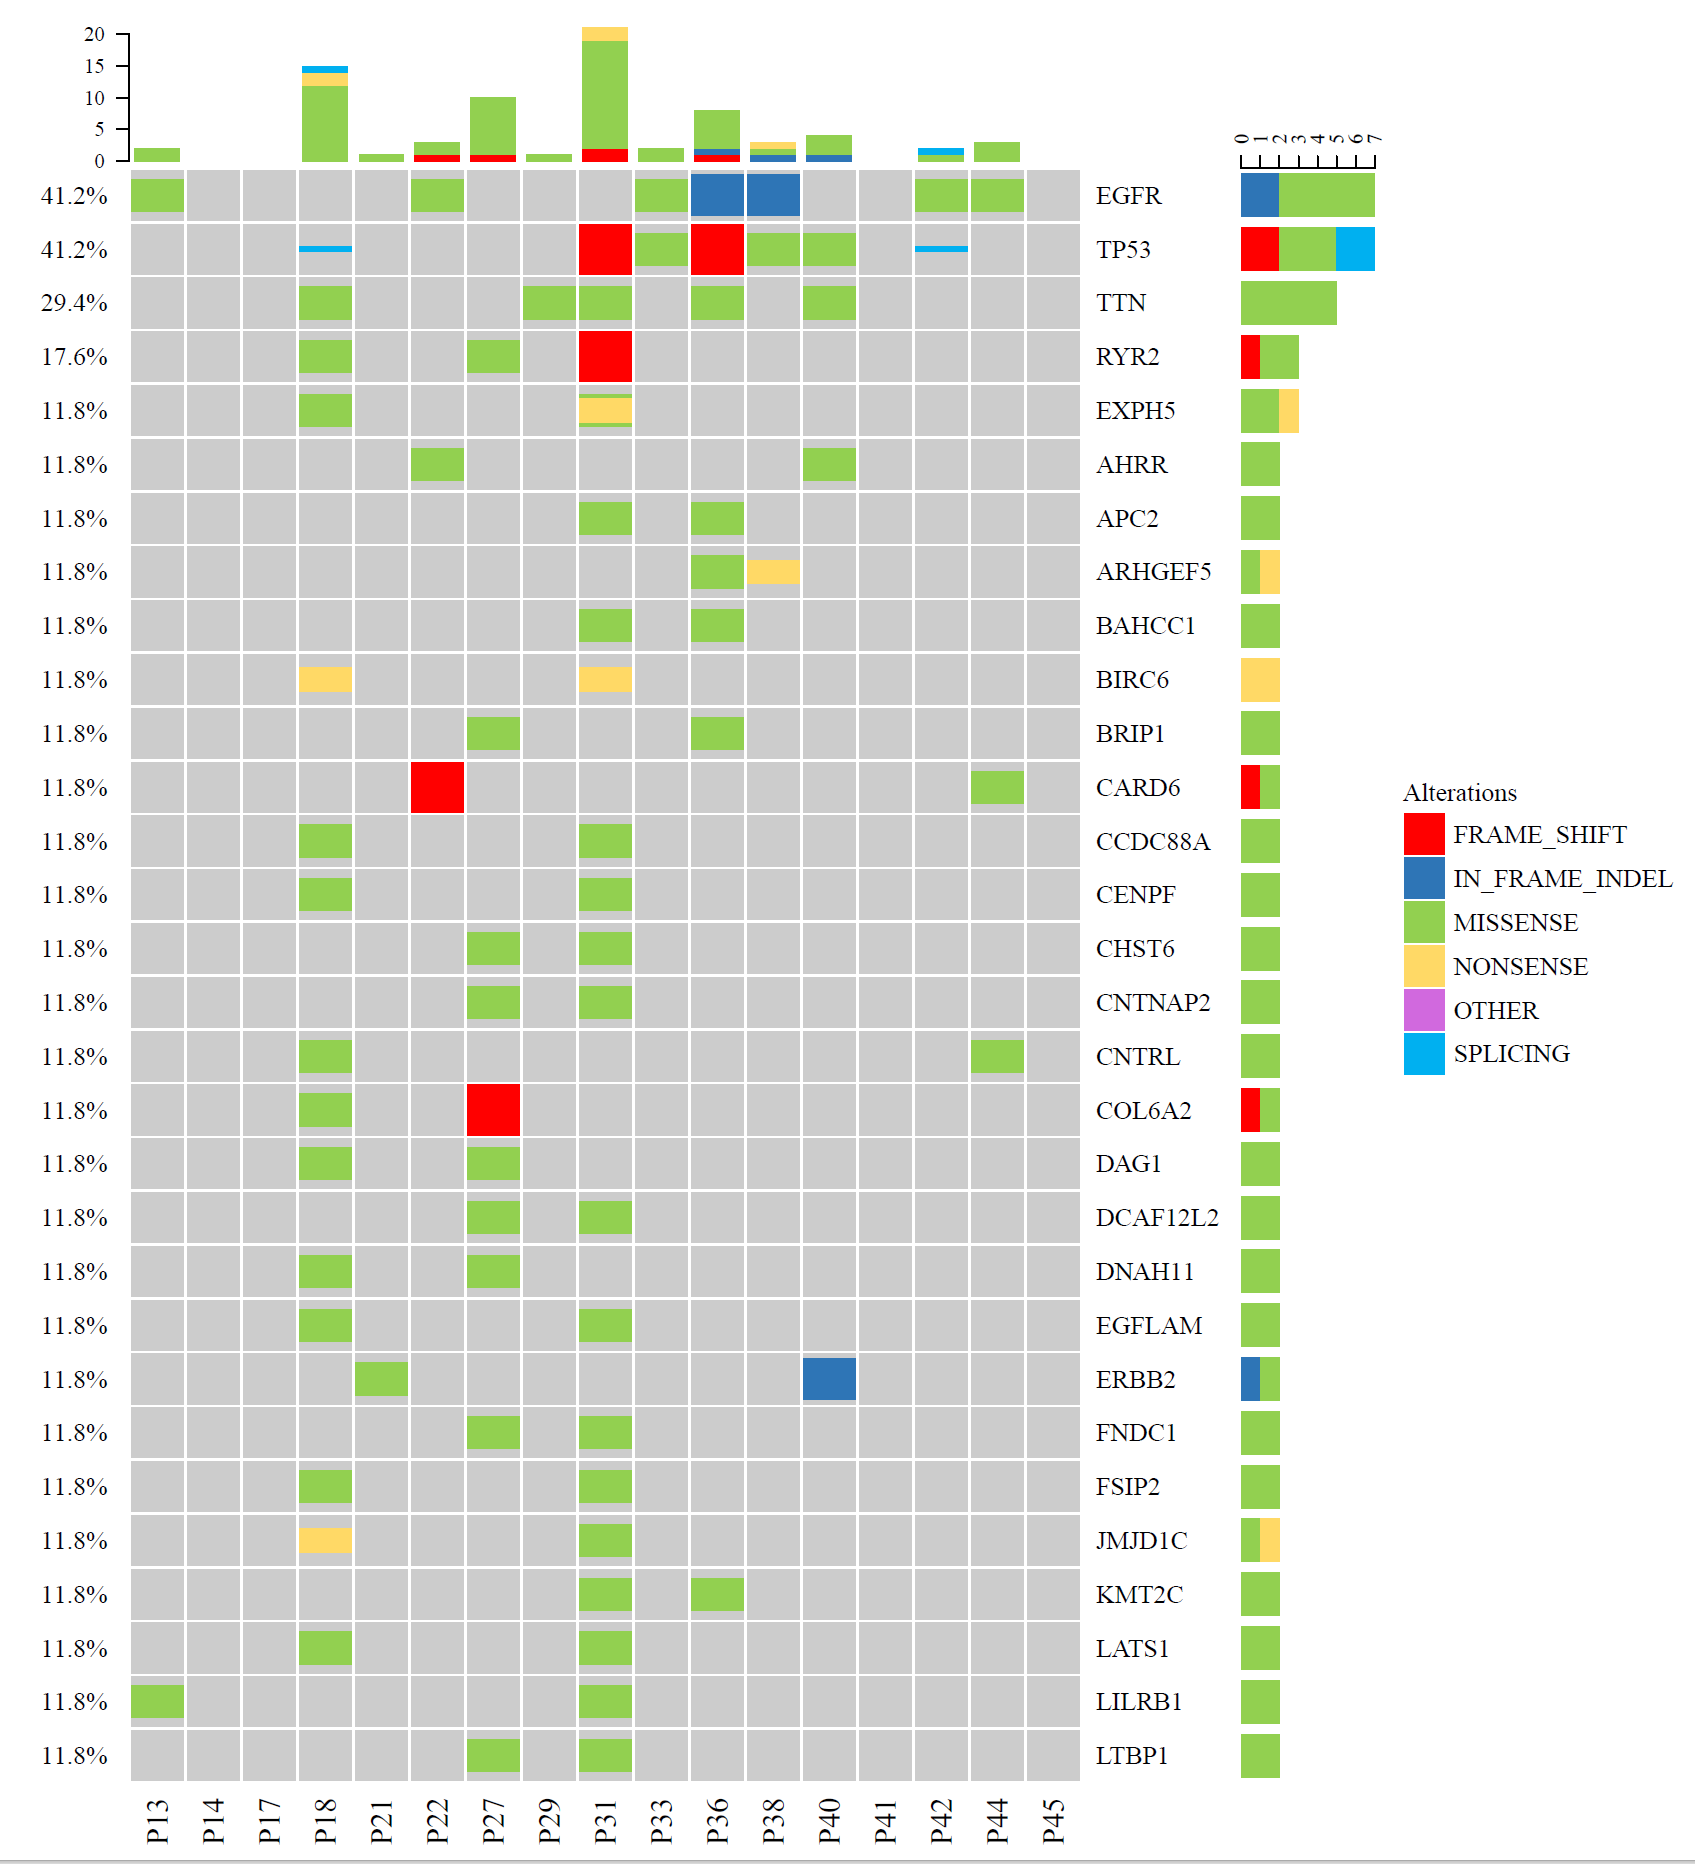 20
15
10
5
0
0 1 2 3 4 5 6 7
41.2% EGFR
41.2% TP53
29.4% TTN
17.6% RYR2
11.8% EXPH5
11.8% AHRR
11.8% APC2
11.8% ARHGEF5
11.8% BAHCC1
11.8% BIRC6
11.8% BRIP1
11.8% CARD6
11.8% CCDC88A
11.8% CENPF
11.8% CHST6
11.8% CNTNAP2
11.8% CNTRL
11.8% COL6A2
11.8% DAG1
11.8% DCAF12L2
11.8% DNAH11
11.8% EGFLAM
11.8% ERBB2
11.8% FNDC1
11.8% FSIP2
11.8% JMJD1C
11.8% KMT2C
11.8% LATS1
11.8% LILRB1
11.8% LTBP1
P13 P14 P17 P18 P21 P22 P27 P29 P31 P33 P36 P38 P40 P41 P42 P44 P45
Alterations
FRAME_SHIFT
IN_FRAME_INDEL
MISSENSE
NONSENSE
OTHER
SPLICING